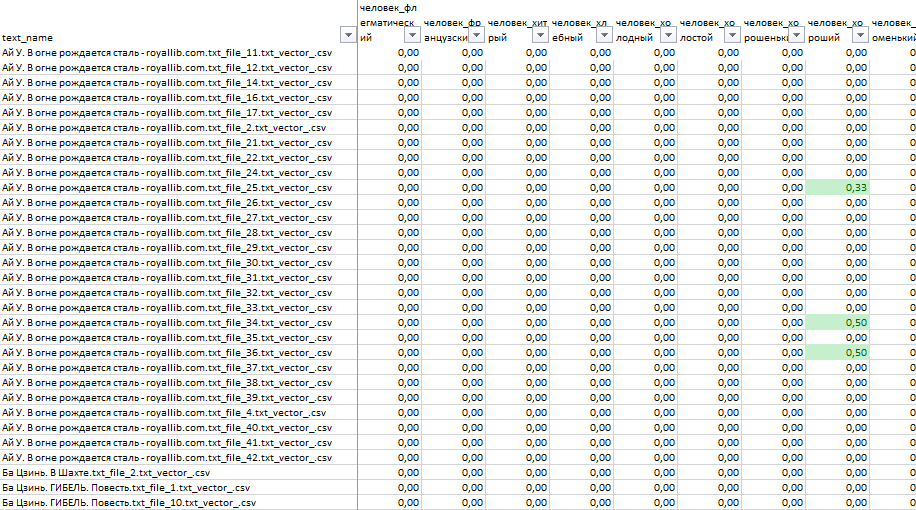 человек_фл
егматическ человек_фр человек_хит человек_хл человек_хо человек_хо человек_хо человек_хо человек_
text_name ий анцузски рый ебный лодный лостой рошеньк роший оменький
Ай У. В огне рождается сталь - royallib.com.txt_file_11.txt_vector_.csv 0,00 0,00 0,00 0,00 0,00 0,00 0,00 0,00 0
Ай У. В огне рождается сталь - royallib.com.txt_file_12.txt_vector_.csv 0,00 0,00 0,00 0,00 0,00 0,00 0,00 0,00 0
Ай У. В огне рождается сталь - royallib.com.txt_file_14.txt_vector_.csv 0,00 0,00 0,00 0,00 0,00 0,00 0,00 0,00 0
Ай У. В огне рождается сталь - royallib.com.txt_file_16.txt_vector_.csv 0,00 0,00 0,00 0,00 0,00 0,00 0,00 0,00 0
Ай У. В огне рождается сталь - royallib.com.txt_file_17.txt_vector_.csv 0,00 0,00 0,00 0,00 0,00 0,00 0,00 0,00 0
Ай У. В огне рождается сталь - royallib.com.txt_file_2.txt_vector_.csv 0,00 0,00 0,00 0,00 0,00 0,00 0,00 0,00 0
Ай У. В огне рождается сталь - royallib.com.txt_file_21.txt_vector_.csv 0,00 0,00 0,00 0,00 0,00 0,00 0,00 0,00 0
Ай У. В огне рождается сталь - royallib.com.txt_file_22.txt_vector_.csv 0,00 0,00 0,00 0,00 0,00 0,00 0,00 0,00 0
Ай У. В огне рождается сталь - royallib.com.txt_file_24.txt_vector_.csv 0,00 0,00 0,00 0,00 0,00 0,00 0,00 0,00 0
Ай У. В огне рождается сталь - royallib.com.txt_file_25.txt_vector_.csv 0,00 0,00 0,00 0,00 0,00 0,00 0,00 0,33 0
Ай У. В огне рождается сталь - royallib.com.txt_file_26.txt_vector_.csv 0,00 0,00 0,00 0,00 0,00 0,00 0,00 0,00 0
Ай У. В огне рождается сталь - royallib.com.txt_file_27.txt_vector_.csv 0,00 0,00 0,00 0,00 0,00 0,00 0,00 0,00 0
Ай У. В огне рождается сталь - royallib.com.txt_file_28.txt_vector_.csv 0,00 0,00 0,00 0,00 0,00 0,00 0,00 0,00 0
Ай У. В огне рождается сталь - royallib.com.txt_file_29.txt_vector_.csv 0,00 0,00 0,00 0,00 0,00 0,00 0,00 0,00 0
Ай У. В огне рождается сталь - royallib.com.txt_file_30.txt_vector_.csv 0,00 0,00 0,00 0,00 0,00 0,00 0,00 0,00 0
Ай У. В огне рождается сталь - royallib.com.txt_file_31.txt_vector_.csv 0,00 0,00 0,00 0,00 0,00 0,00 0,00 0,00 0
Ай У. В огне рождается сталь - royallib.com.txt_file_32.txt_vector_.csv 0,00 0,00 0,00 0,00 0,00 0,00 0,00 0,00 0
Ай У. В огне рождается сталь - royallib.com.txt_file_33.txt_vector_.csv 0,00 0,00 0,00 0,00 0,00 0,00 0,00 0,00 0
Ай У. В огне рождается сталь - royallib.com.txt_file_34.txt_vector_.csv 0,00 0,00 0,00 0,00 0,00 0,00 0,00 0,50 0
Ай У. В огне рождается сталь - royallib.com.txt_file_35.txt_vector_.csv 0,00 0,00 0,00 0,00 0,00 0,00 0,00 0,00 0
Ай У. В огне рождается сталь - royallib.com.txt_file_36.txt_vector_.csv 0,00 0,00 0,00 0,00 0,00 0,00 0,00 0,50 0
Ай У. В огне рождается сталь - royallib.com.txt_file_37.txt_vector_.csv 0,00 0,00 0,00 0,00 0,00 0,00 0,00 0,00 0
Ай У. В огне рождается сталь - royallib.com.txt_file_38.txt_vector_.csv 0,00 0,00 0,00 0,00 0,00 0,00 0,00 0,00 0
Ай У. В огне рождается сталь - royallib.com.txt_file_39.txt_vector_.csv 0,00 0,00 0,00 0,00 0,00 0,00 0,00 0,00 0
Ай У. В огне рождается сталь - royallib.com.txt_file_4.txt_vector_.csv 0,00 0,00 0,00 0,00 0,00 0,00 0,00 0,00 0
Ай У. В огне рождается сталь - royallib.com.txt_file_40.txt_vector_.csv 0,00 0,00 0,00 0,00 0,00 0,00 0,00 0,00 0
Ай У. В огне рождается сталь - royallib.com.txt_file_41.txt_vector_.csv 0,00 0,00 0,00 0,00 0,00 0,00 0,00 0,00 0
Ай У. В огне рождается сталь - royallib.com.txt_file_42.txt_vector_.csv 0,00 0,00 0,00 0,00 0,00 0,00 0,00 0,00 0
Ба Цзинь. В Шахте.txt_file_2.txt_vector_.csv 0,00 0,00 0,00 0,00 0,00 0,00 0,00 0,00 0
Ба Цзинь. ГИБЕЛЬ. Повесть.txt_file_1.txt_vector_.csv 0,00 0,00 0,00 0,00 0,00 0,00 0,00 0,00 0
Ба Цзинь. ГИБЕЛЬ. Повесть.txt_file_10.txt_vector_.csv 0,00 0,00 0,00 0,00 0,00 0,00 0,00 0,00 0